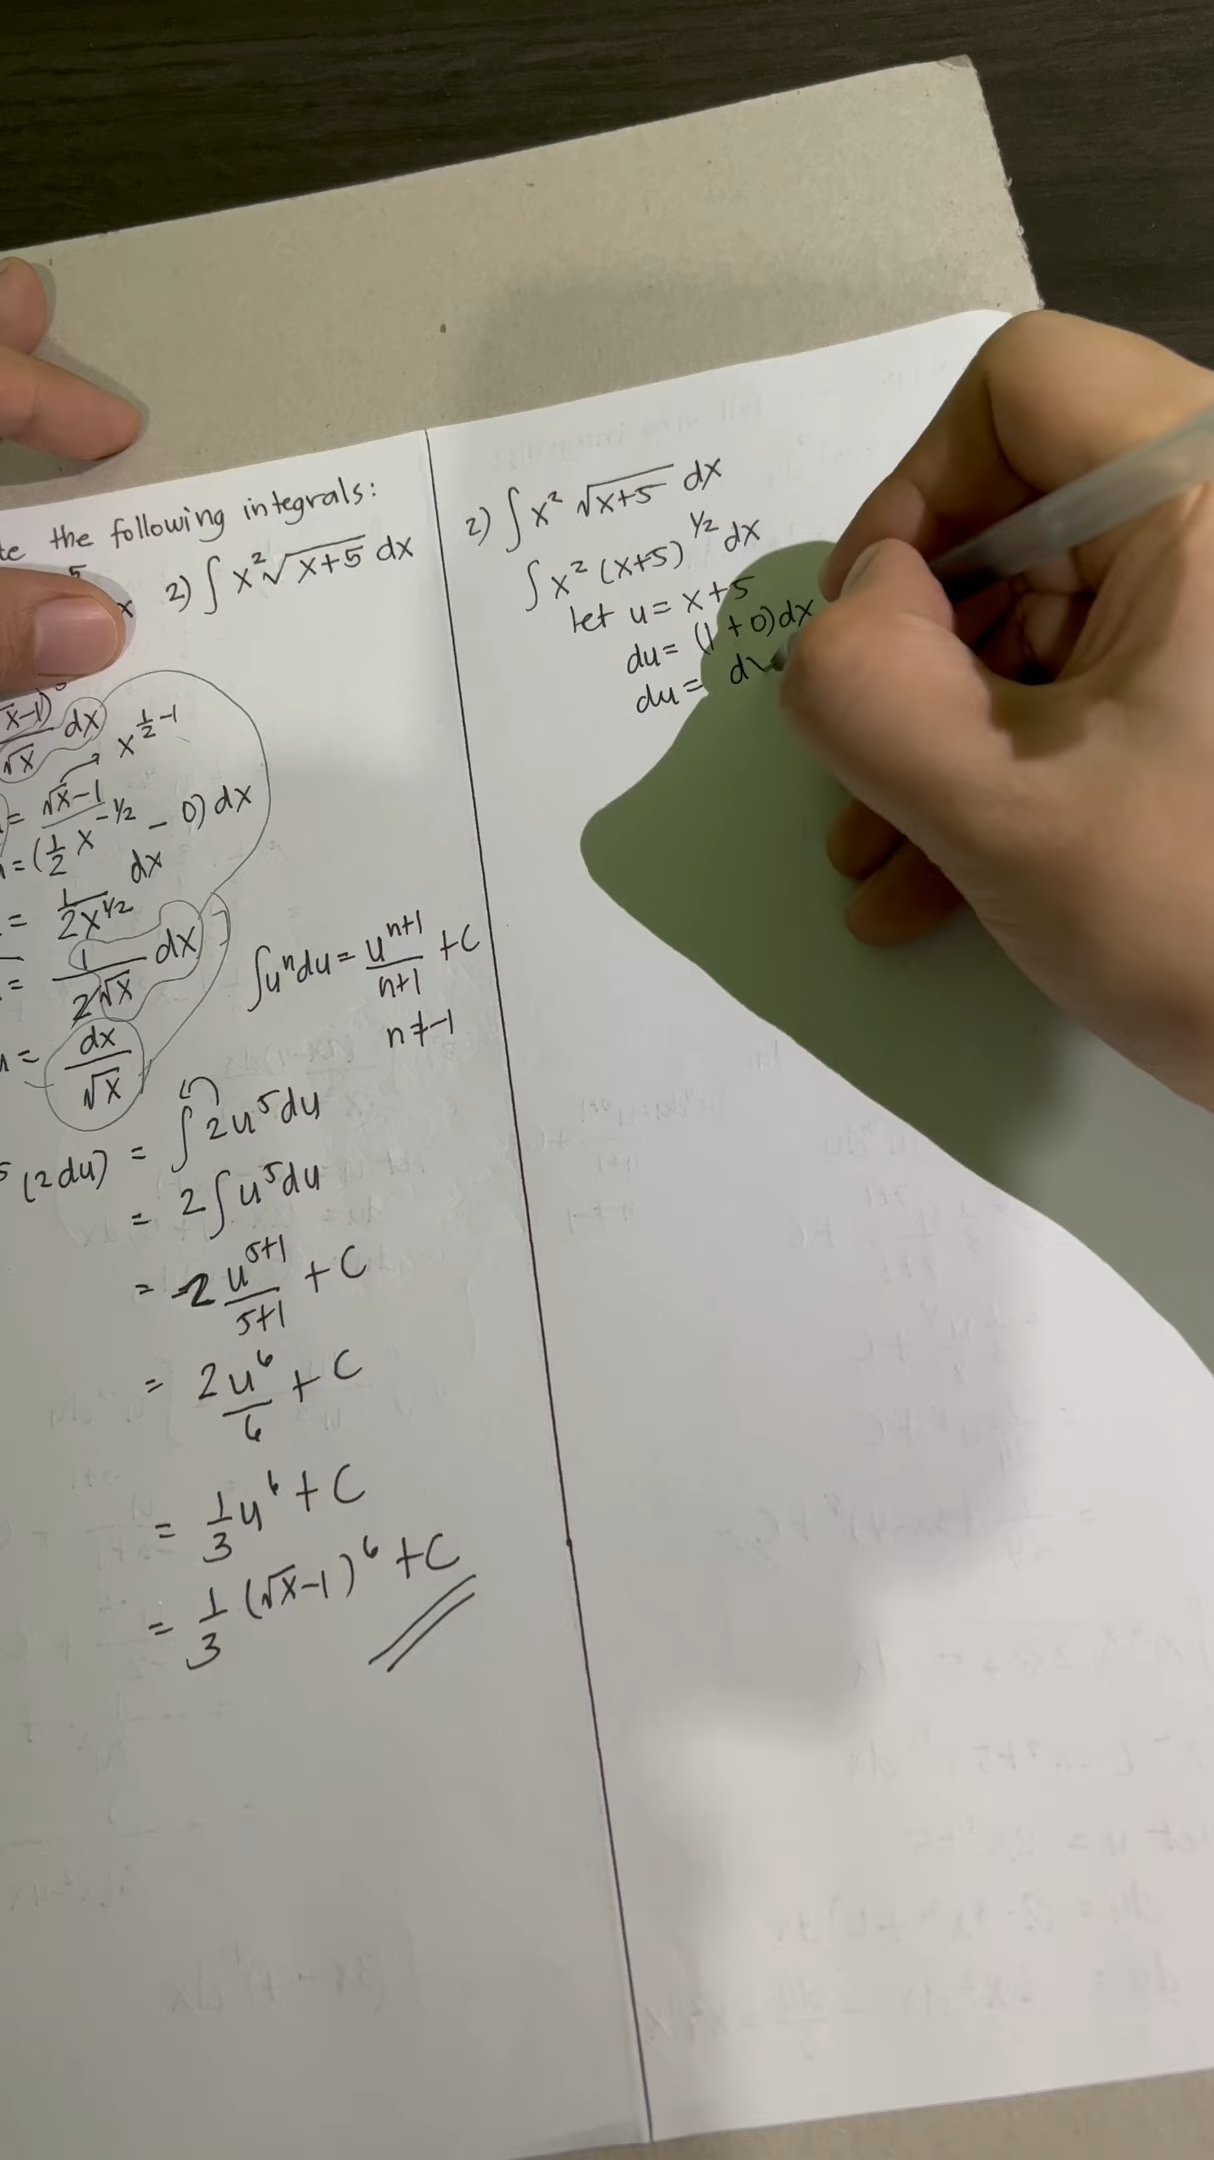 the following integrals:
2) ∫ x² √(x+5) dx
x-1)
√x dx
x^(1/2 - 1)
= √x-1
= (1/2 x^(-1/2) - 0) dx
= 1/(2x^(1/2)) dx
= 1/(2√x) dx
= dx/√x
∫uⁿdu = u^(n+1)/(n+1) + C
n ≠ -1
(2du) = ∫ 2u⁵du
= 2∫u⁵du
= 2 u^(5+1)/(5+1) + C
= 2u⁶/6 + C
= 1/3 u⁶ + C
= 1/3 (√x-1)⁶ + C
2) ∫ x² √(x+5) dx
∫ x² (x+5)^(1/2) dx
let u = x+5
du = (1+0)dx
du =